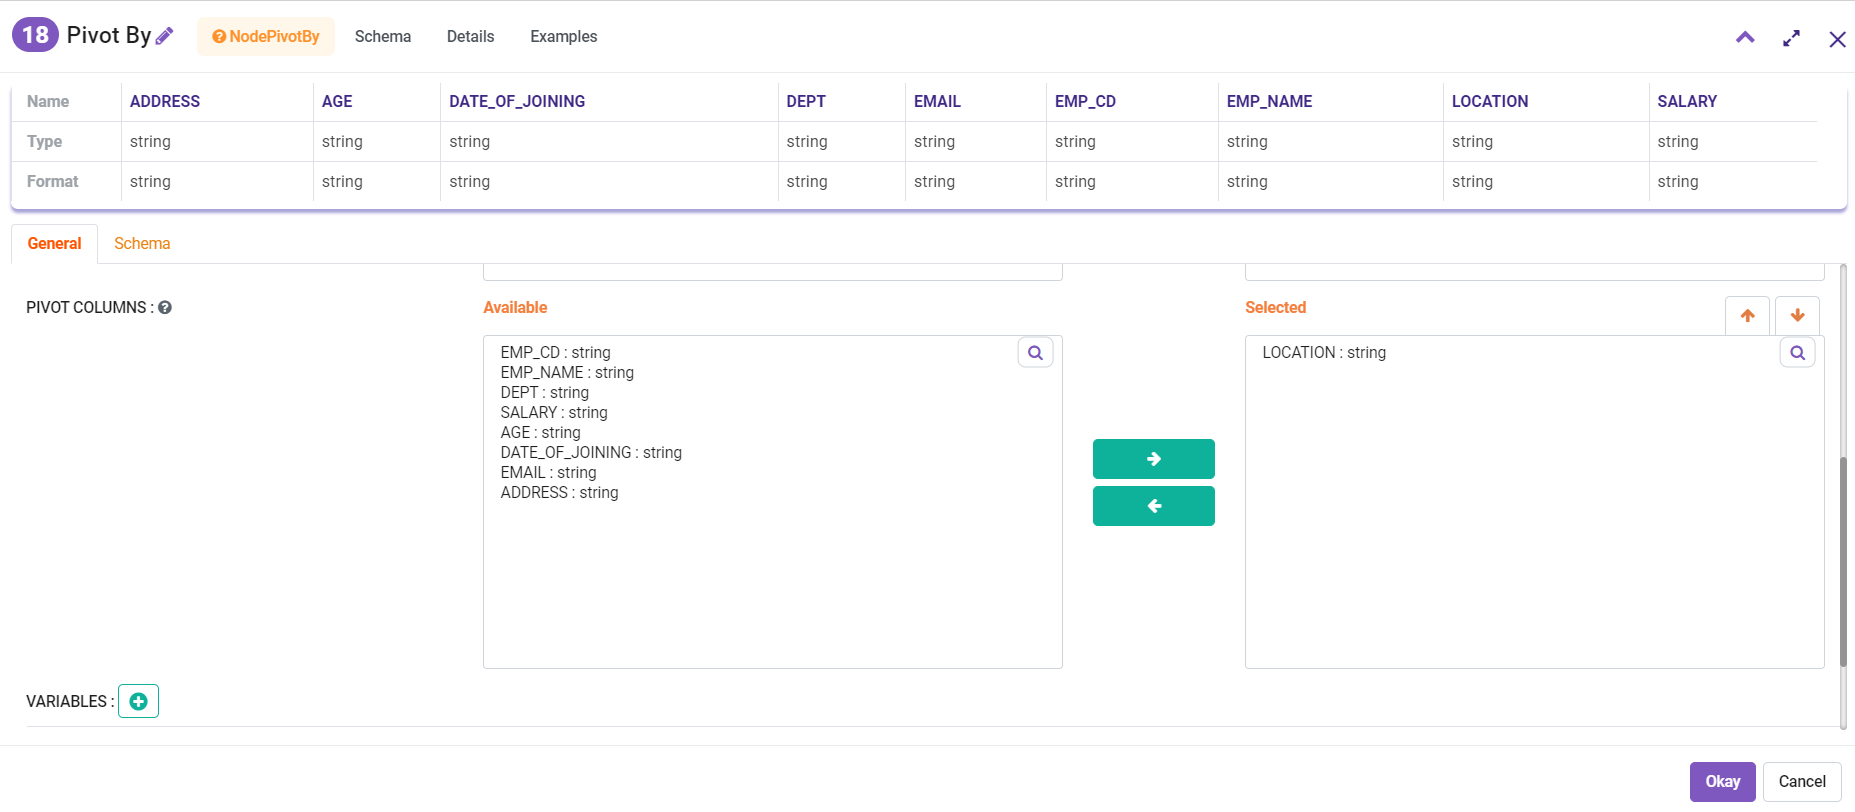 18 Pivot By NodePivotBy Schema Details Examples
Name ADDRESS AGE DATE_OF_JOINING DEPT EMAIL EMP_CD EMP_NAME LOCATION SALARY
Type string string string string string string string string string
Format string string string string string string string string string
General Schema
PIVOT COLUMNS : Available Selected
EMP_CD : string LOCATION : string
EMP_NAME : string
DEPT : string
SALARY : string
AGE : string
DATE_OF_JOINING : string
EMAIL : string
ADDRESS : string
VARIABLES :
Okay Cancel